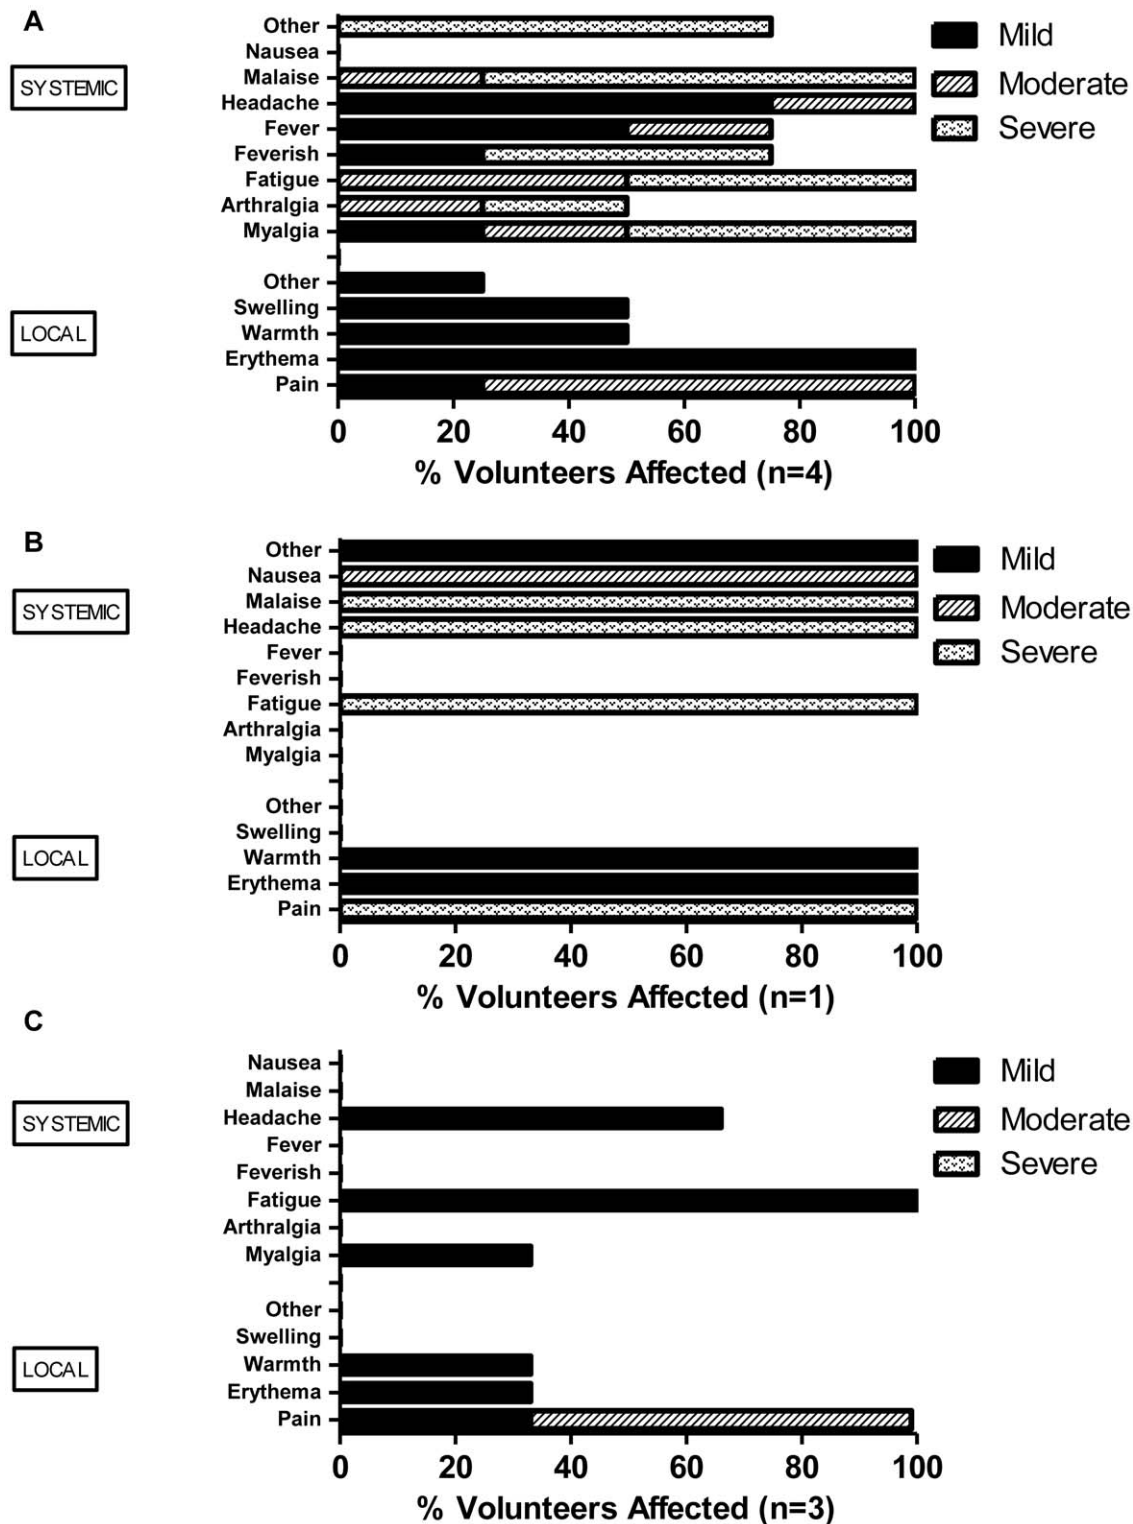 A
SYSTEMIC
LOCAL
Other
Nausea
Malaise
Headache
Fever
Feverish
Fatigue
Arthralgia
Myalgia
Other
Swelling
Warmth
Erythema
Pain
0 20 40 60 80 100
% Volunteers Affected (n=4)
Mild
Moderate
Severe
B
SYSTEMIC
LOCAL
Other
Nausea
Malaise
Headache
Fever
Feverish
Fatigue
Arthralgia
Myalgia
Other
Swelling
Warmth
Erythema
Pain
0 20 40 60 80 100
% Volunteers Affected (n=1)
Mild
Moderate
Severe
C
SYSTEMIC
LOCAL
Nausea
Malaise
Headache
Fever
Feverish
Fatigue
Arthralgia
Myalgia
Other
Swelling
Warmth
Erythema
Pain
0 20 40 60 80 100
% Volunteers Affected (n=3)
Mild
Moderate
Severe